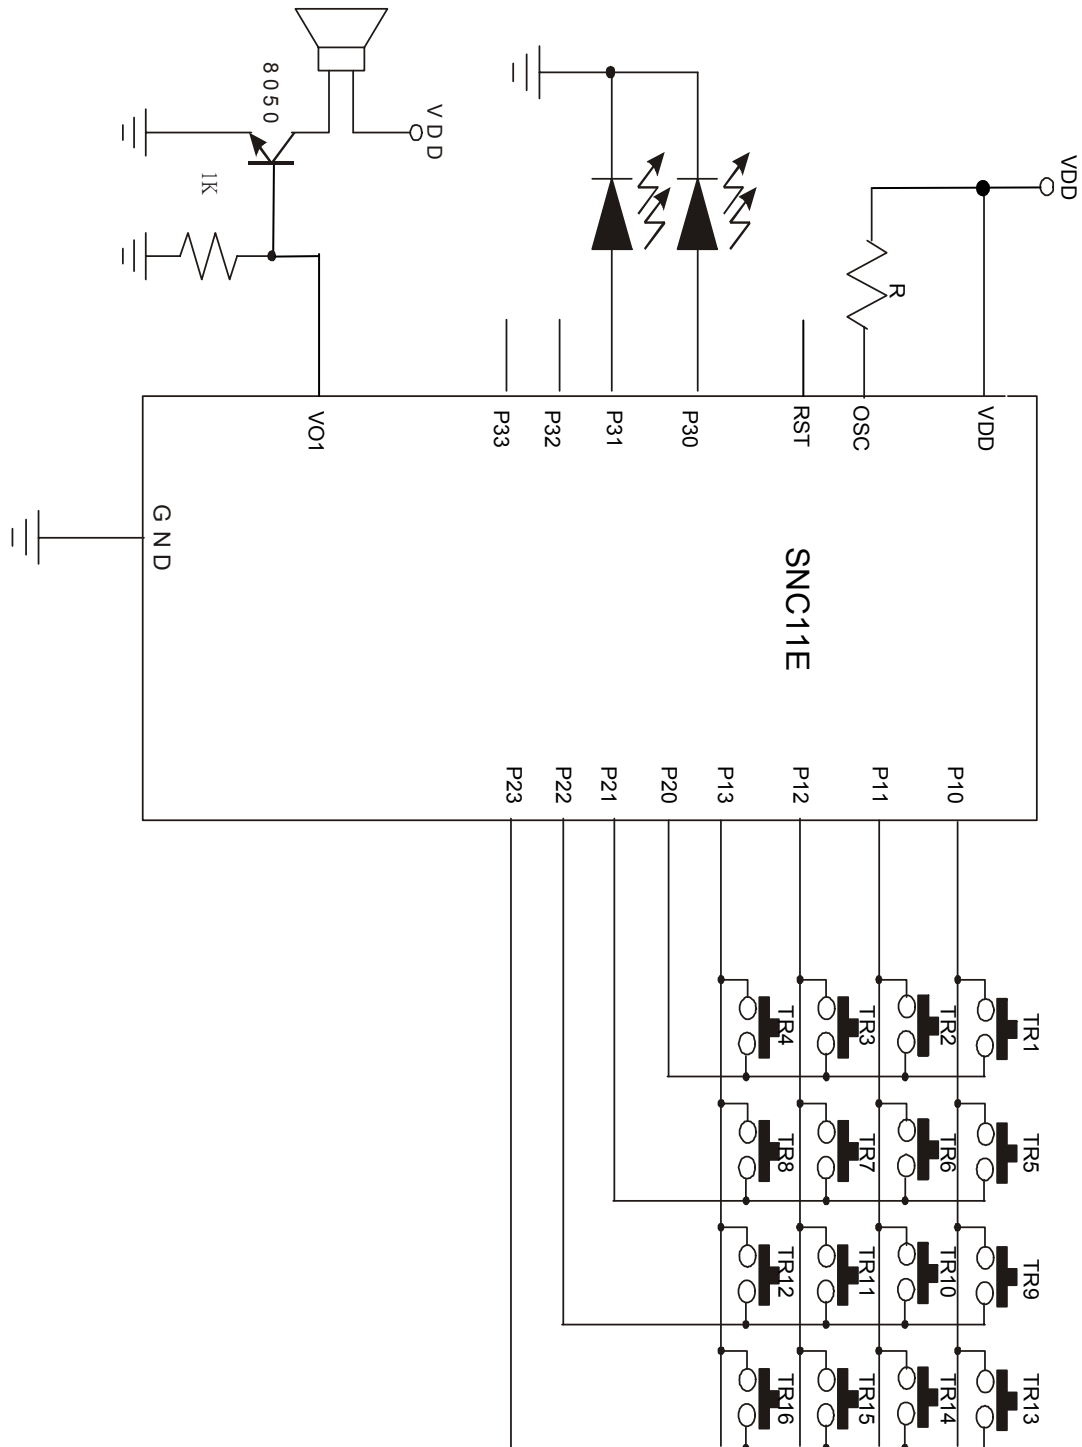 8050
VDD
1K
VDD
R
VO1
P33
P32
P31
P30
RST
OSC
VDD
GND
SNC11E
P23
P22
P21
P20
P13
P12
P11
P10
TR4
TR3
TR2
TR1
TR8
TR7
TR6
TR5
TR12
TR11
TR10
TR9
TR16
TR15
TR14
TR13